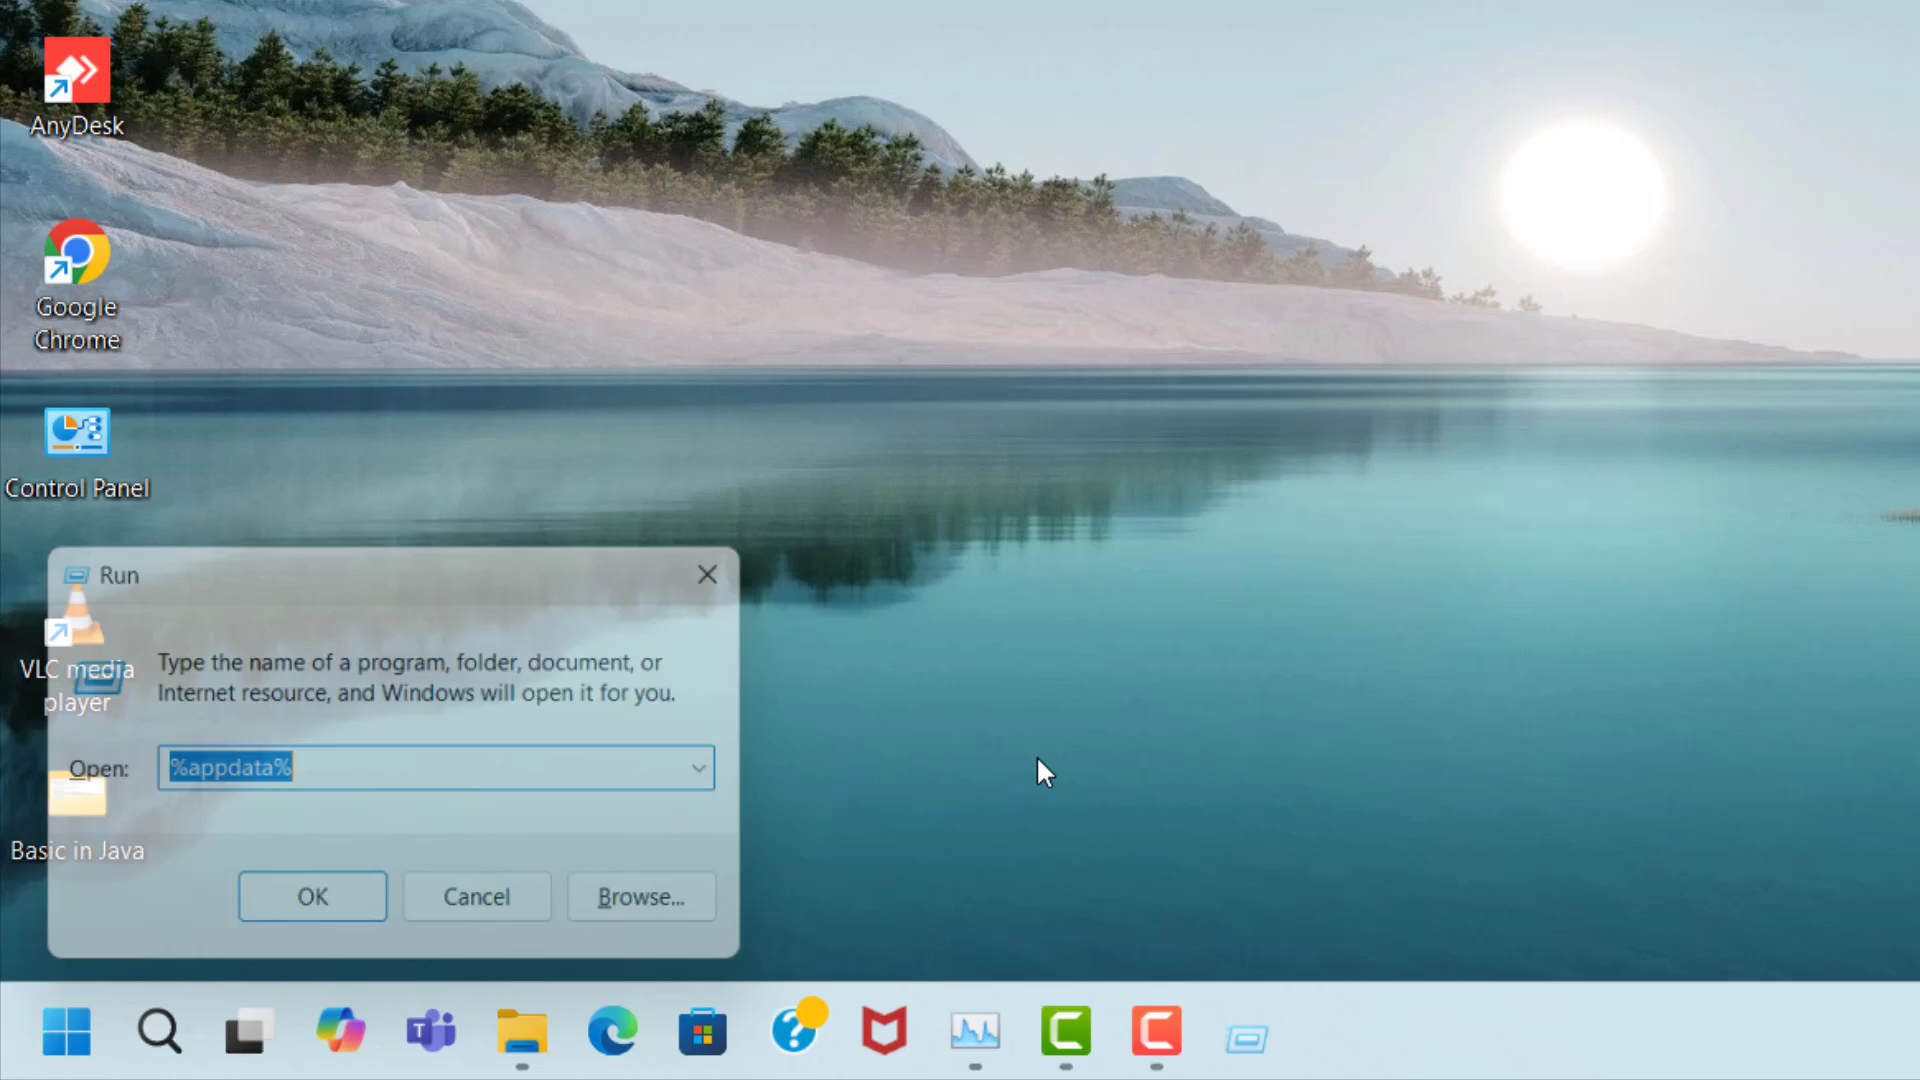 AnyDesk
Google
Chrome
Control Panel
VLC media
player
Basic in Java
Run
Type the name of a program, folder, document, or
Internet resource, and Windows will open it for you.
Open:
%appdata%
OK
Cancel
Browse...
T
?